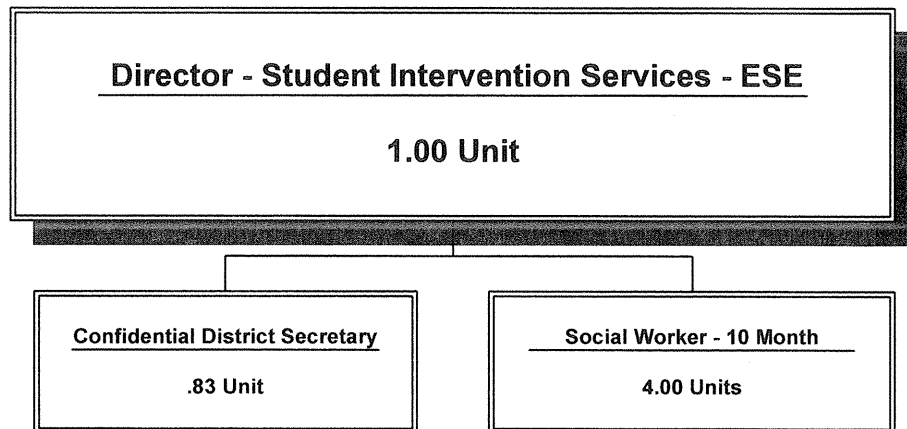 Director - Student Intervention Services - ESE
1.00 Unit
Confidential District Secretary
.83 Unit
Social Worker - 10 Month
4.00 Units